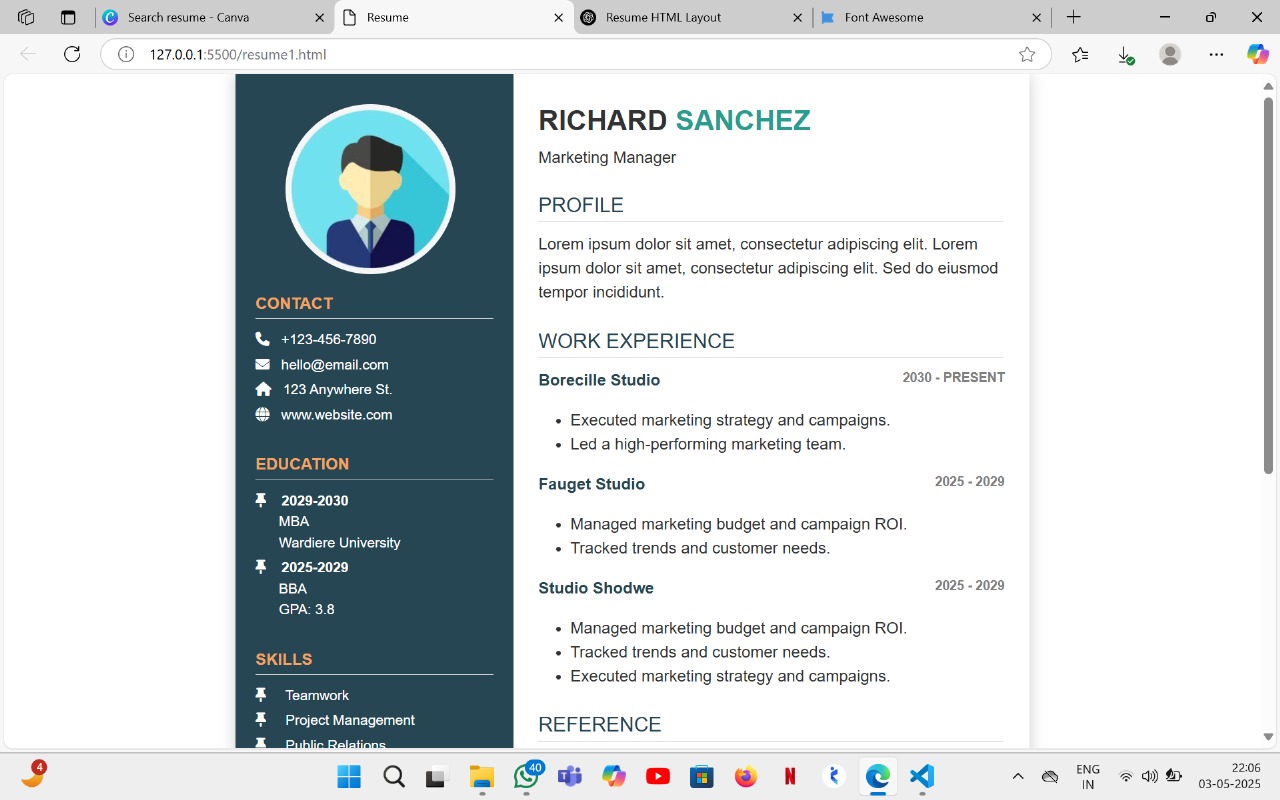 Search resume - Canva
Resume
Resume HTML Layout
Font Awesome
127.0.0.1:5500/resume1.html
RICHARD SANCHEZ
Marketing Manager
PROFILE
Lorem ipsum dolor sit amet, consectetur adipiscing elit. Lorem
ipsum dolor sit amet, consectetur adipiscing elit. Sed do eiusmod
tempor incididunt.
CONTACT
+123-456-7890
hello@email.com
123 Anywhere St.
www.website.com
EDUCATION
2029-2030
MBA
Wardiere University
2025-2029
BBA
GPA: 3.8
SKILLS
Teamwork
Project Management
Public Relations
WORK EXPERIENCE
Borecille Studio 2030 - PRESENT
• Executed marketing strategy and campaigns.
• Led a high-performing marketing team.
Fauget Studio 2025 - 2029
• Managed marketing budget and campaign ROI.
• Tracked trends and customer needs.
Studio Shodwe 2025 - 2029
• Managed marketing budget and campaign ROI.
• Tracked trends and customer needs.
• Executed marketing strategy and campaigns.
REFERENCE
4
40
N
ENG
IN
22:06
03-05-2025